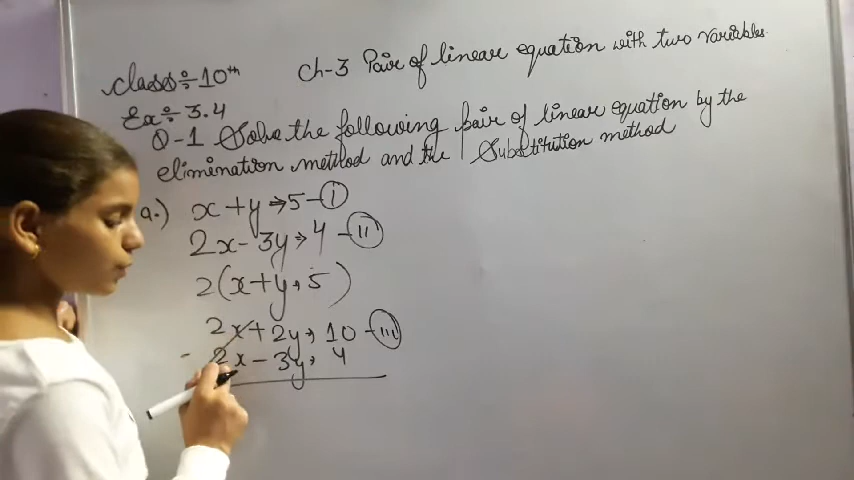 Class÷10th Ch-3 Pair of linear equation with two variables.
Ex÷3.4
Q-1 Solve the following pair of linear equation by the
elimination method and the substitution method
a.) x+y→5-(I)
2x-3y→4-(II)
2(x+y,5)
2x+2y,10-(III)
-2x-3y,4